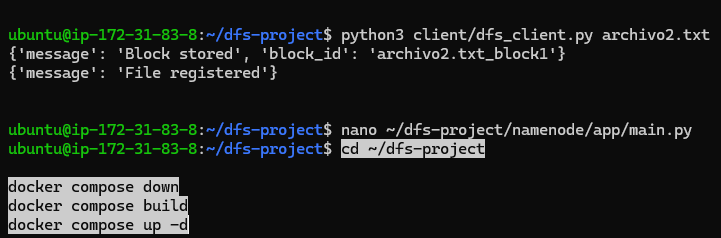 ubuntu@ip-172-31-83-8:~/dfs-project$ python3 client/dfs_client.py archivo2.txt
{'message': 'Block stored', 'block_id': 'archivo2.txt_block1'}
{'message': 'File registered'}
ubuntu@ip-172-31-83-8:~/dfs-project$ nano ~/dfs-project/namenode/app/main.py
ubuntu@ip-172-31-83-8:~/dfs-project$ cd ~/dfs-project
docker compose down
docker compose build
docker compose up -d